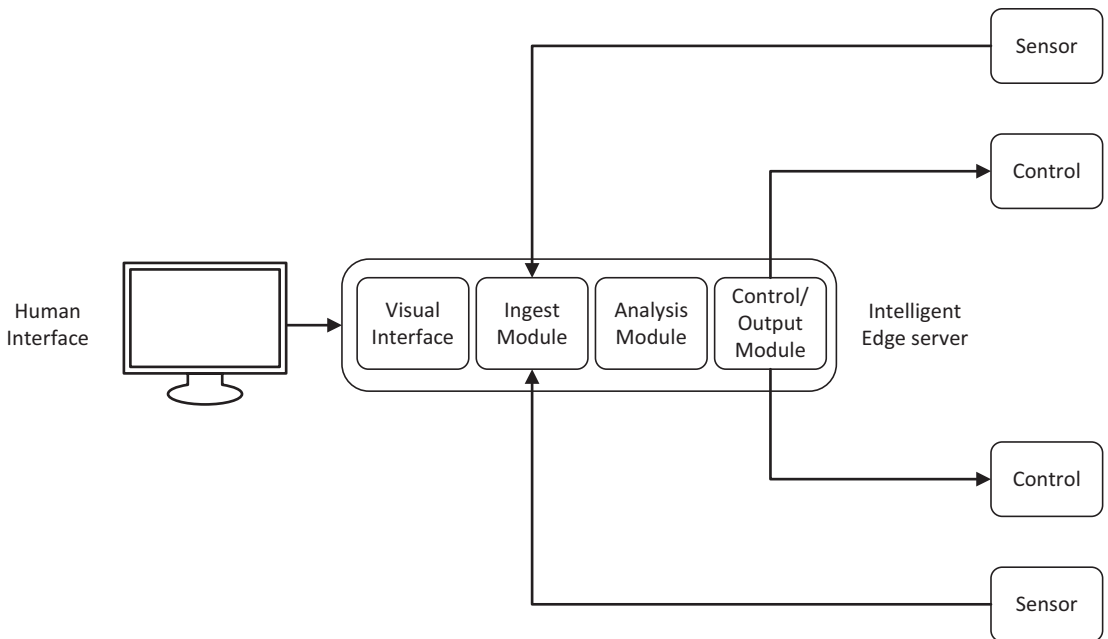 Sensor
Control
Human
Interface
Visual
Interface
Ingest
Module
Analysis
Module
Control/
Output
Module
Intelligent
Edge server
Control
Sensor